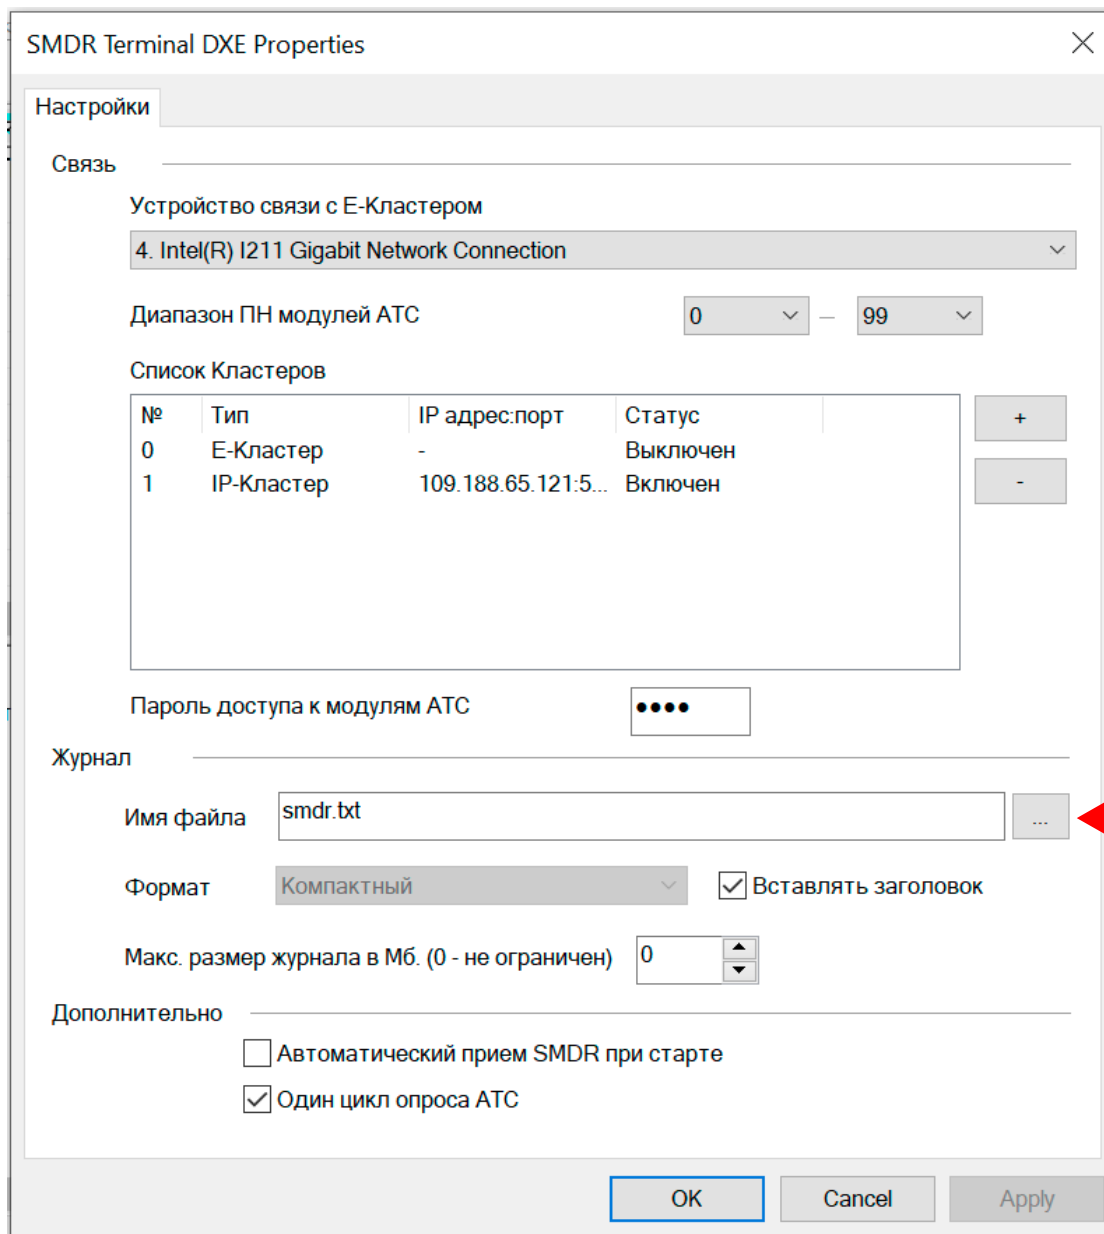 SMDR Terminal DXE Properties
Настройки
Связь
Устройство связи с Е-Кластером
4. Intel(R) I211 Gigabit Network Connection
Диапазон ПН модулей АТС 0 — 99
Список Кластеров
№ Тип IP адрес:порт Статус
0 Е-Кластер - Выключен
1 IP-Кластер 109.188.65.121:5... Включен
+
-
Пароль доступа к модулям АТС ●●●●
Журнал
Имя файла smdr.txt ...
Формат Компактный Вставлять заголовок
Макс. размер журнала в Мб. (0 - не ограничен) 0
Дополнительно
Автоматический прием SMDR при старте
Один цикл опроса АТС
OK Cancel Apply